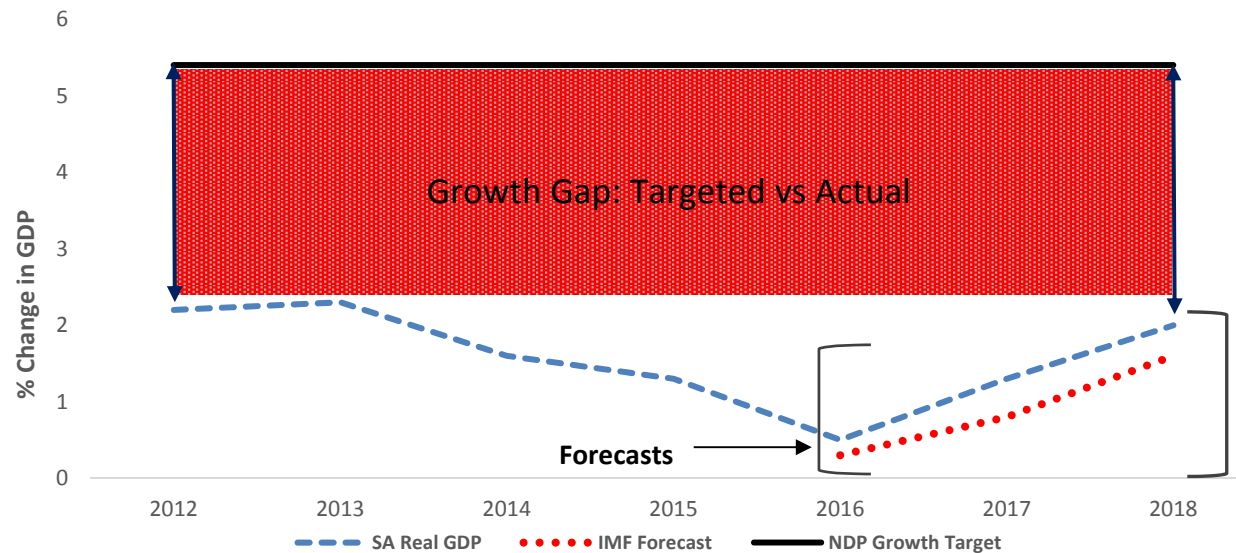 6
5
4
3
2
1
0
% Change in GDP
Growth Gap: Targeted vs Actual
Forecasts
2012 2013 2014 2015 2016 2017 2018
SA Real GDP IMF Forecast NDP Growth Target